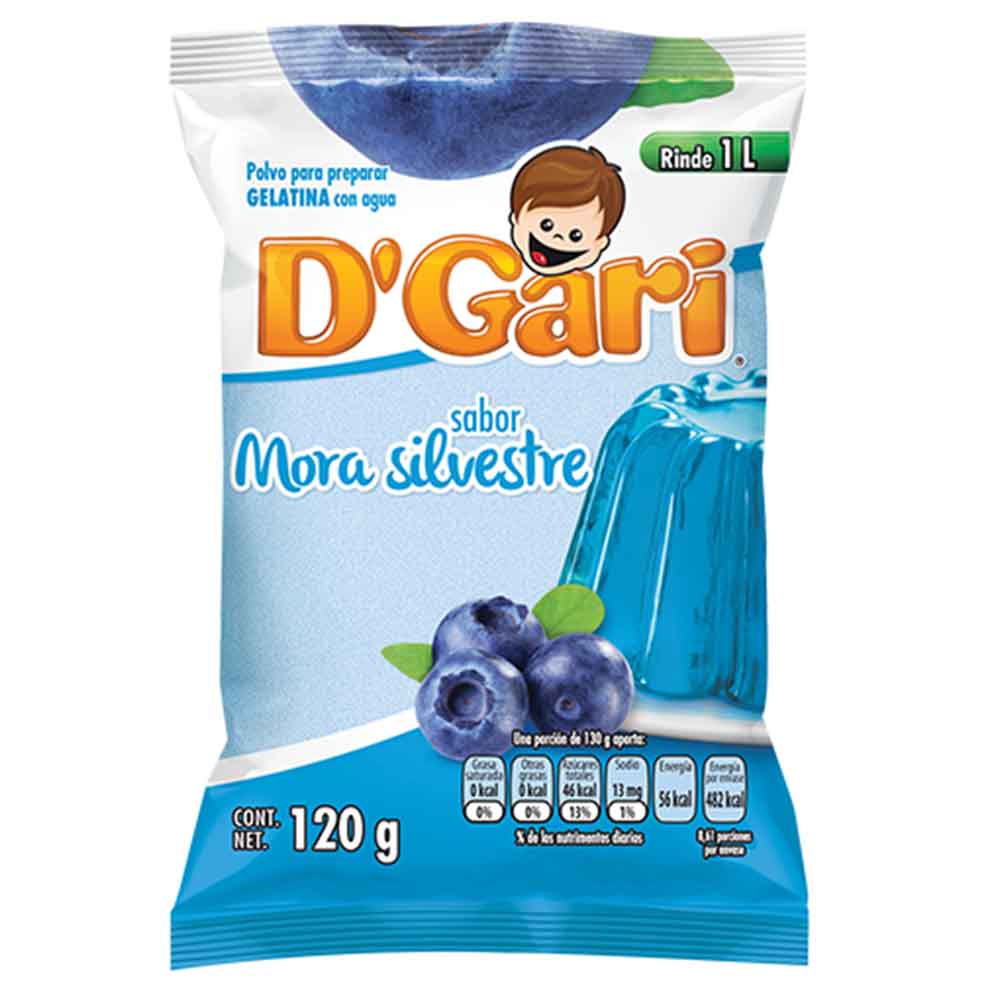 Rinde 1 L
Polvo para preparar
GELATINA con agua
D'Gari®
sabor
Mora silvestre
Una porción de 130 g aporta:
Grasa saturada 0 kcal 0%
Otras grasas 0 kcal 0%
Azúcares totales 46 kcal 13%
Sodio 13 mg 1%
Energía 56 kcal
Energía por envase 482 kcal
% de los nutrimentos diarios
8,61 porciones
por envase
CONT.
NET. 120 g